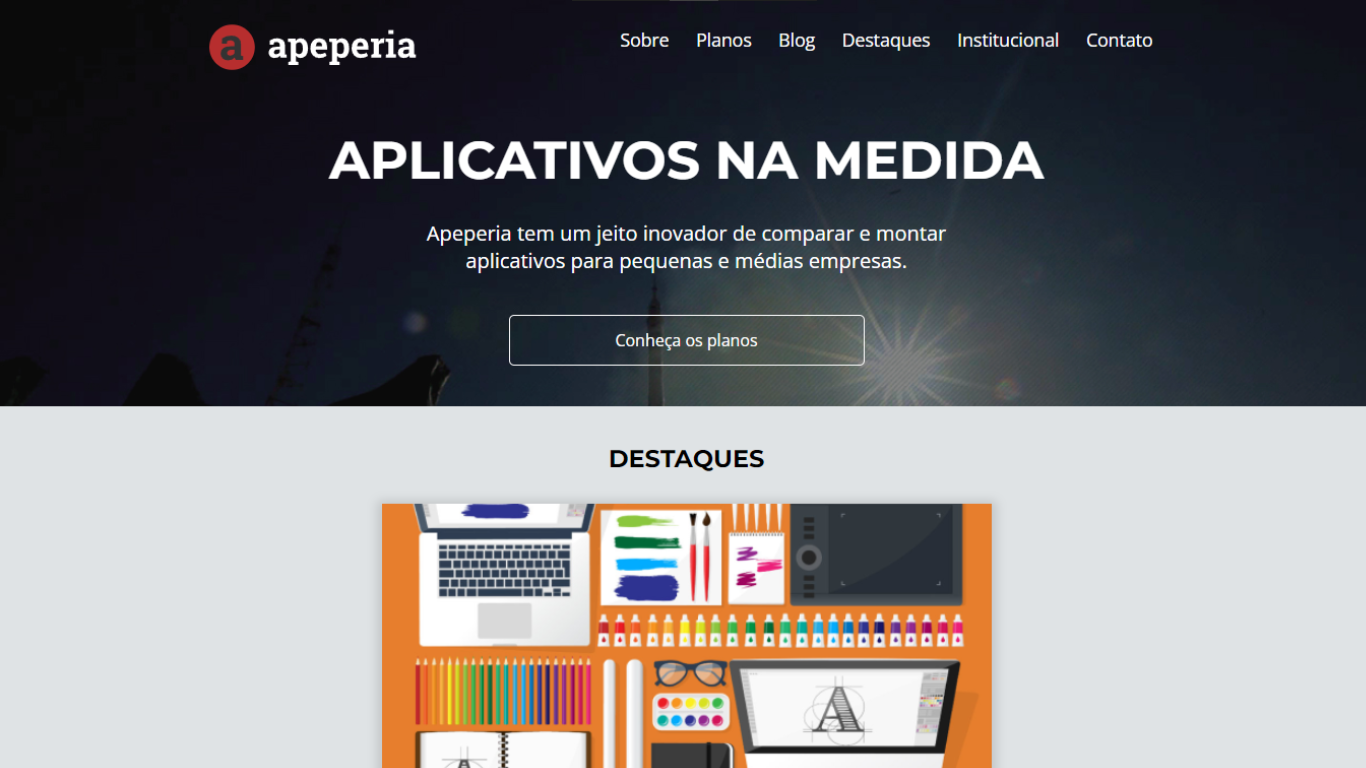 a apeperia
Sobre Planos Blog Destaques Institucional Contato
APLICATIVOS NA MEDIDA
Apeperia tem um jeito inovador de comparar e montar
aplicativos para pequenas e médias empresas.
Conheça os planos
DESTAQUES
A